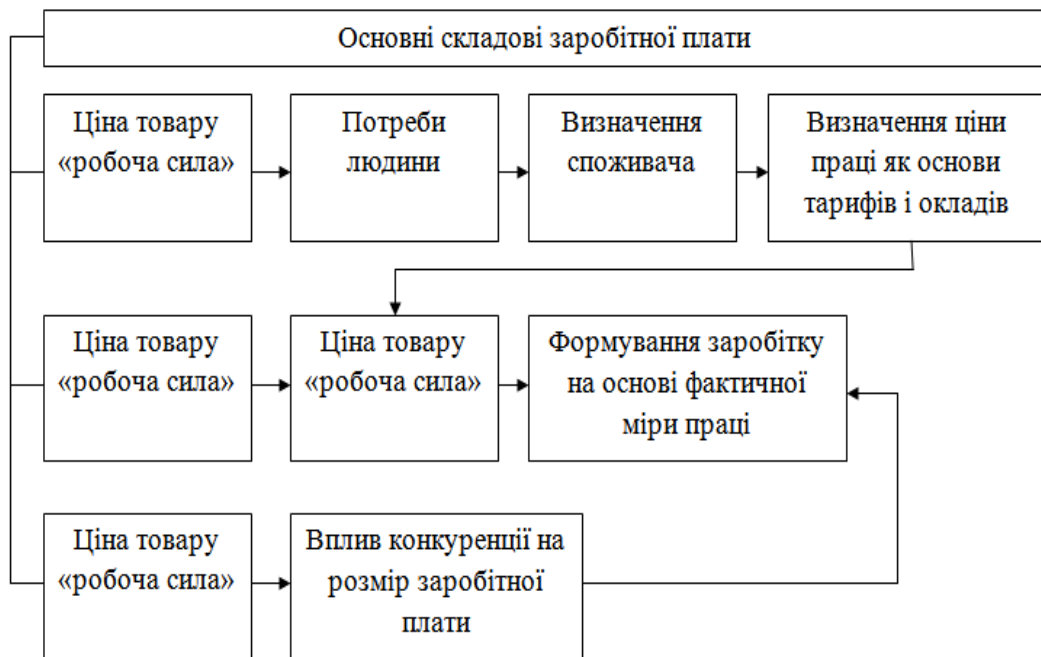 Основні складові заробітної плати
Ціна товару
«робоча сила»
Потреби
людини
Визначення
споживача
Визначення ціни
праці як основи
тарифів і окладів
Ціна товару
«робоча сила»
Ціна товару
«робоча сила»
Формування заробітку
на основі фактичної
міри праці
Ціна товару
«робоча сила»
Вплив конкуренції на
розмір заробітної
плати